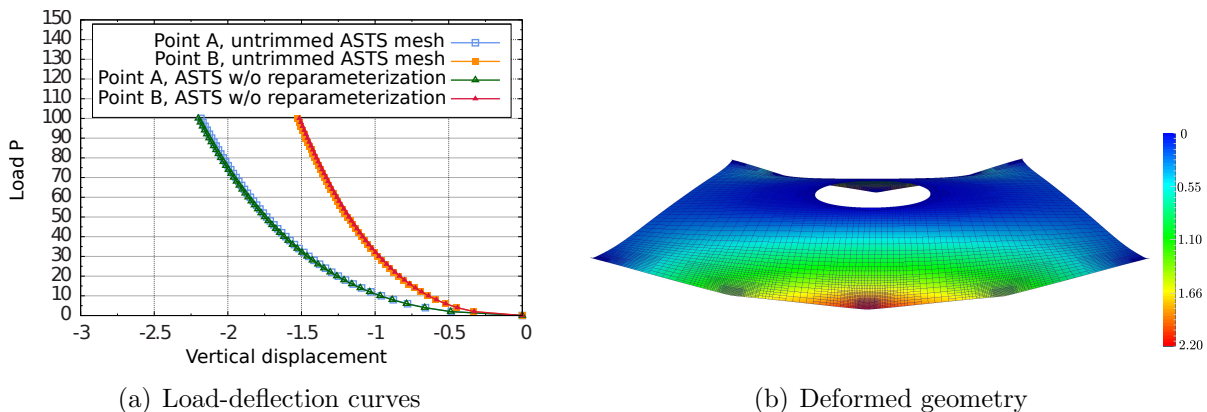 150
140
130
120
110
100
90
80
70
60
50
40
30
20
10
0
Load P
Point A, untrimmed ASTS mesh
Point B, untrimmed ASTS mesh
Point A, ASTS w/o reparameterization
Point B, ASTS w/o reparameterization
-3 -2.5 -2 -1.5 -1 -0.5 0
Vertical displacement
(a) Load-deflection curves
0
0.55
1.10
1.66
2.20
(b) Deformed geometry